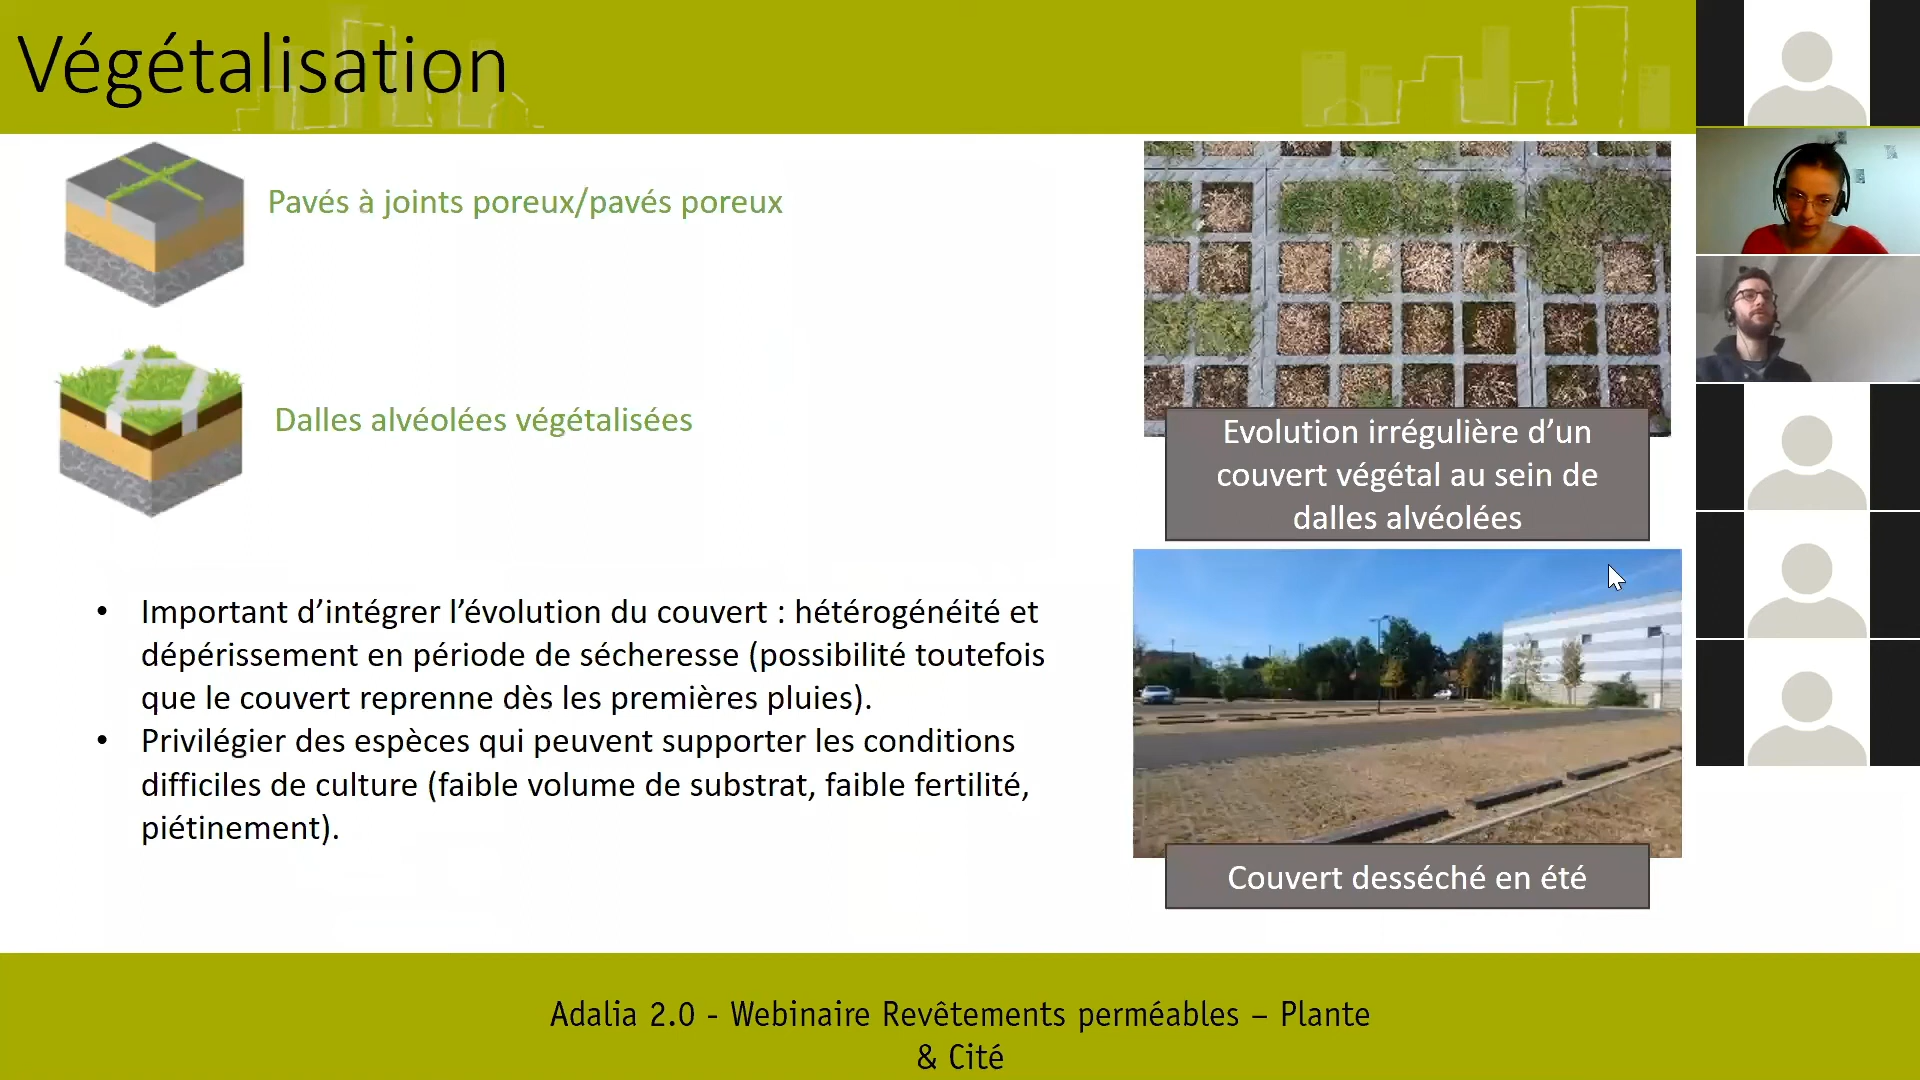 Végétalisation
Pavés à joints poreux/pavés poreux
Dalles alvéolées végétalisées
Evolution irrégulière d’un
couvert végétal au sein de
dalles alvéolées
• Important d’intégrer l’évolution du couvert : hétérogénéité et
dépérissement en période de sécheresse (possibilité toutefois
que le couvert reprenne dès les premières pluies).
• Privilégier des espèces qui peuvent supporter les conditions
difficiles de culture (faible volume de substrat, faible fertilité,
piétinement).
Couvert desséché en été
Adalia 2.0 - Webinaire Revêtements perméables – Plante
& Cité